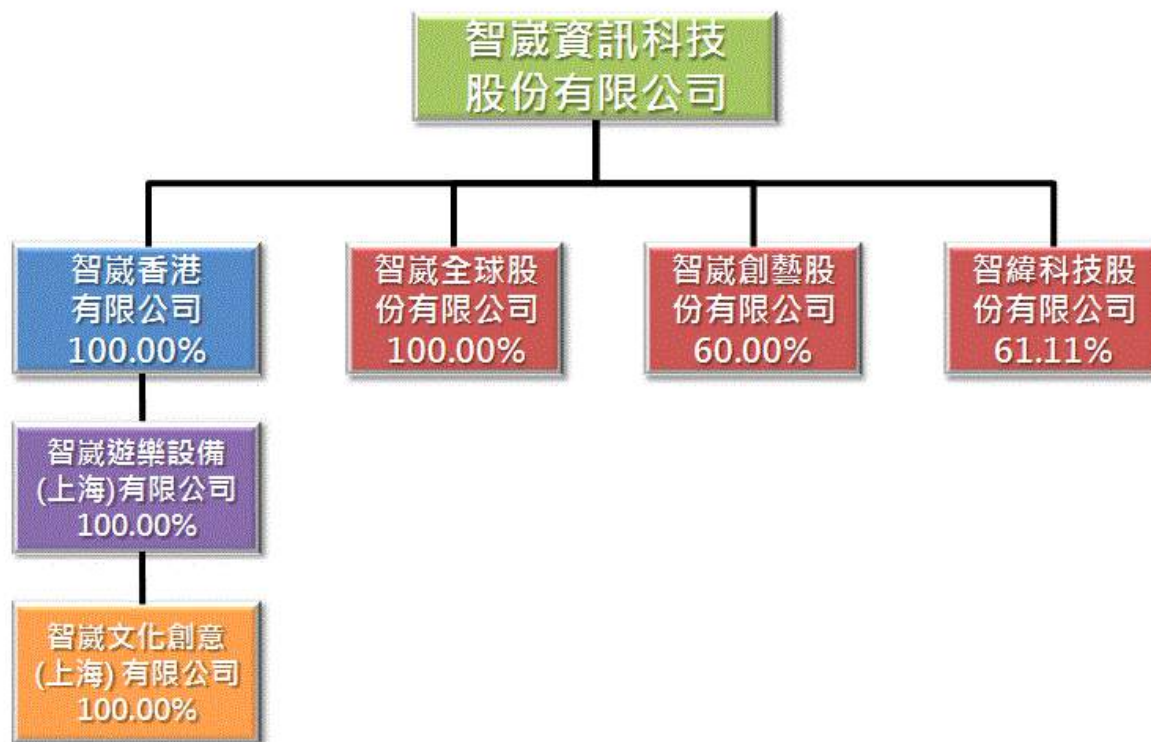 智崴資訊科技
股份有限公司
智崴香港
有限公司
100.00%
智崴全球股
份有限公司
100.00%
智崴創藝股
份有限公司
60.00%
智緯科技股
份有限公司
61.11%
智崴遊樂設備
(上海)有限公司
100.00%
智崴文化創意
(上海) 有限公司
100.00%